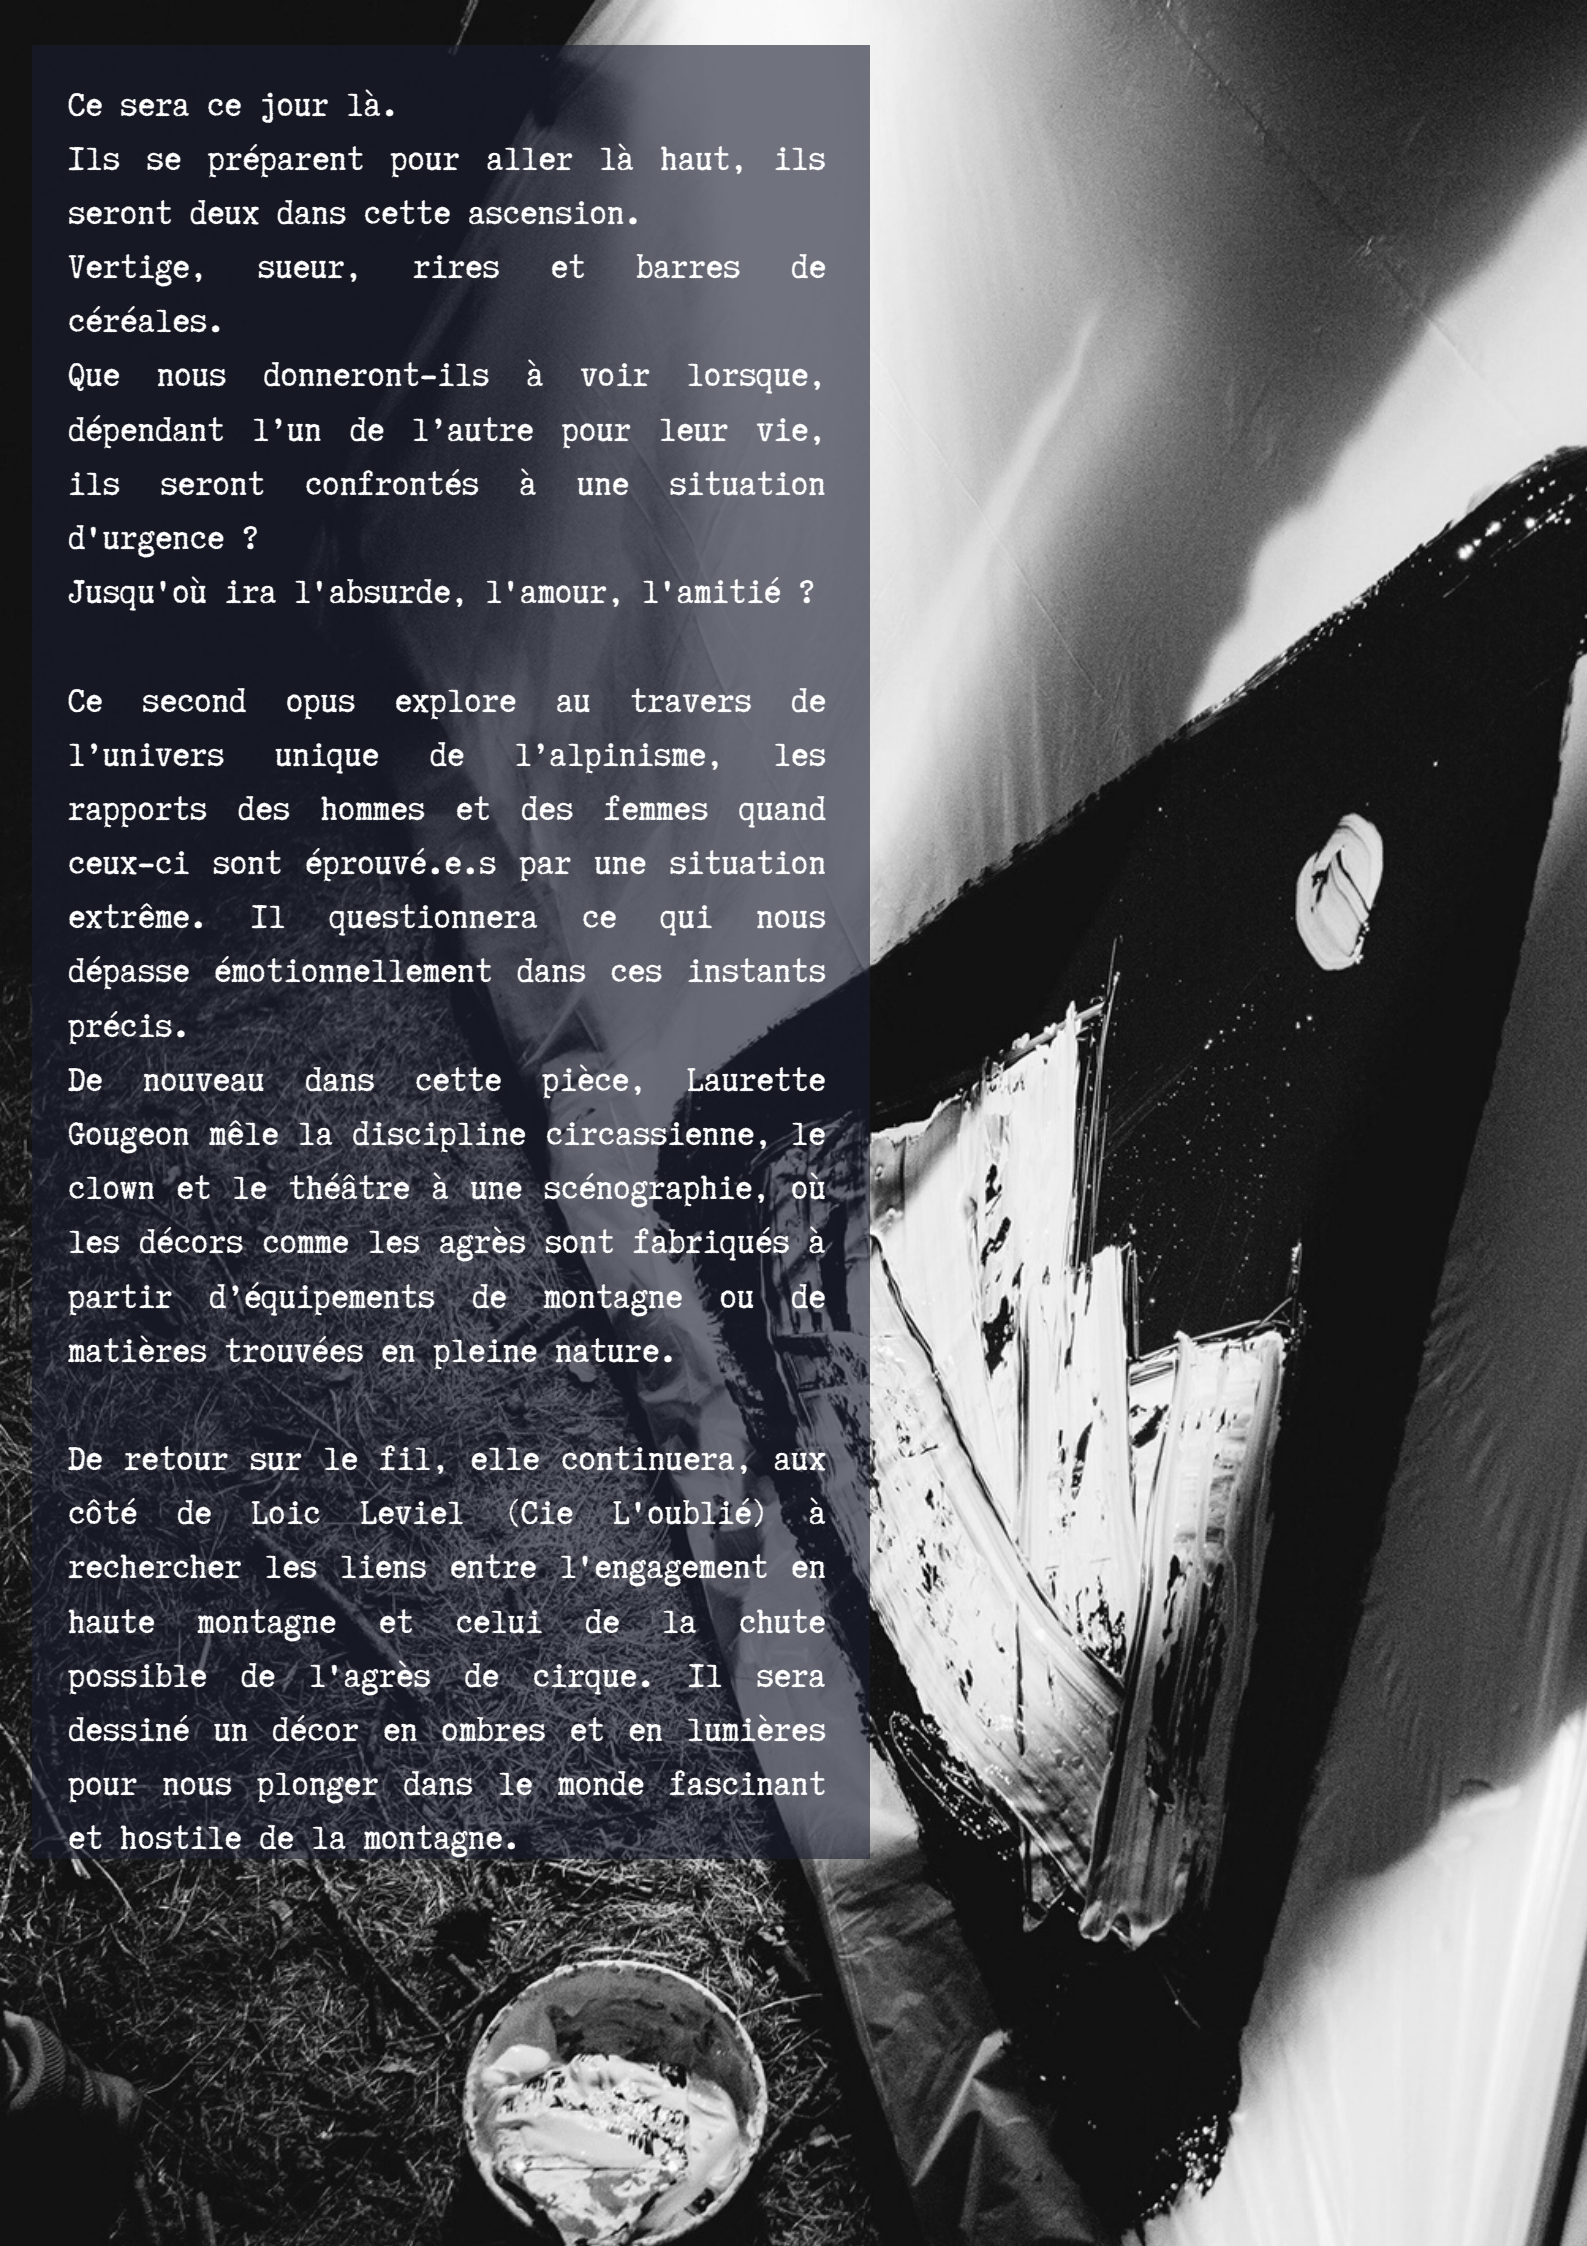 Ce sera ce jour là.
Ils se préparent pour aller là haut, ils
seront deux dans cette ascension.
Vertige, sueur, rires et barres de
céréales.
Que nous donneront-ils à voir lorsque,
dépendant l’un de l’autre pour leur vie,
ils seront confrontés à une situation
d'urgence ?
Jusqu'où ira l'absurde, l'amour, l'amitié ?
Ce second opus explore au travers de
l’univers unique de l’alpinisme, les
rapports des hommes et des femmes quand
ceux-ci sont éprouvé.e.s par une situation
extrême. Il questionnera ce qui nous
dépasse émotionnellement dans ces instants
précis.
De nouveau dans cette pièce, Laurette
Gougeon mêle la discipline circassienne, le
clown et le théâtre à une scénographie, où
les décors comme les agrès sont fabriqués à
partir d’équipements de montagne ou de
matières trouvées en pleine nature.
De retour sur le fil, elle continuera, aux
côté de Loic Leviel (Cie L'oublié) à
rechercher les liens entre l'engagement en
haute montagne et celui de la chute
possible de l'agrès de cirque. Il sera
dessiné un décor en ombres et en lumières
pour nous plonger dans le monde fascinant
et hostile de la montagne.